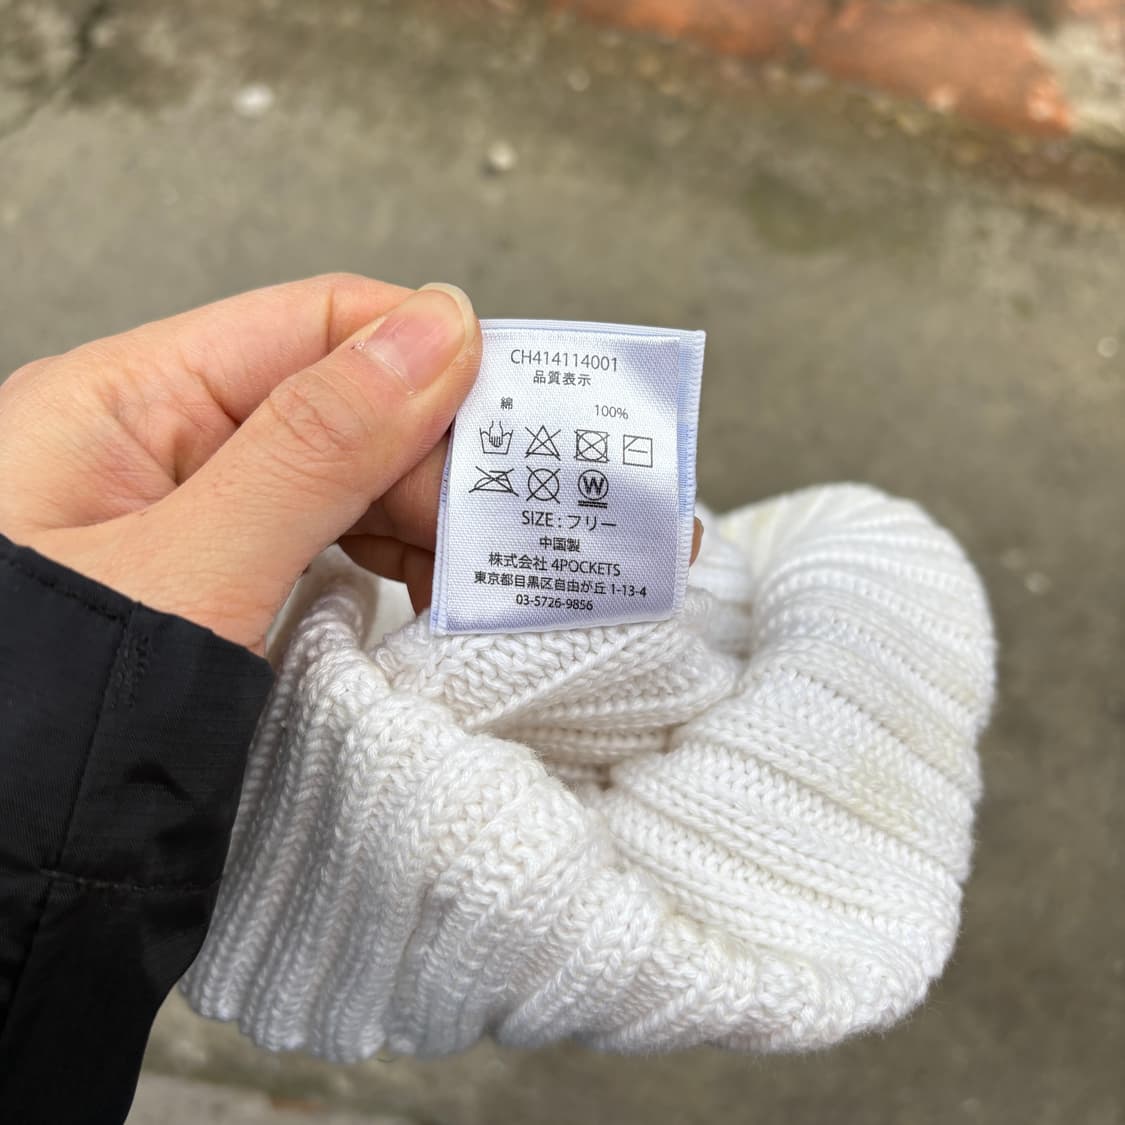 CH414114001
品質表示
綿 100%
W
SIZE : フリー
中国製
株式会社 4POCKETS
東京都目黒区自由が丘 1-13-4
03-5726-9856